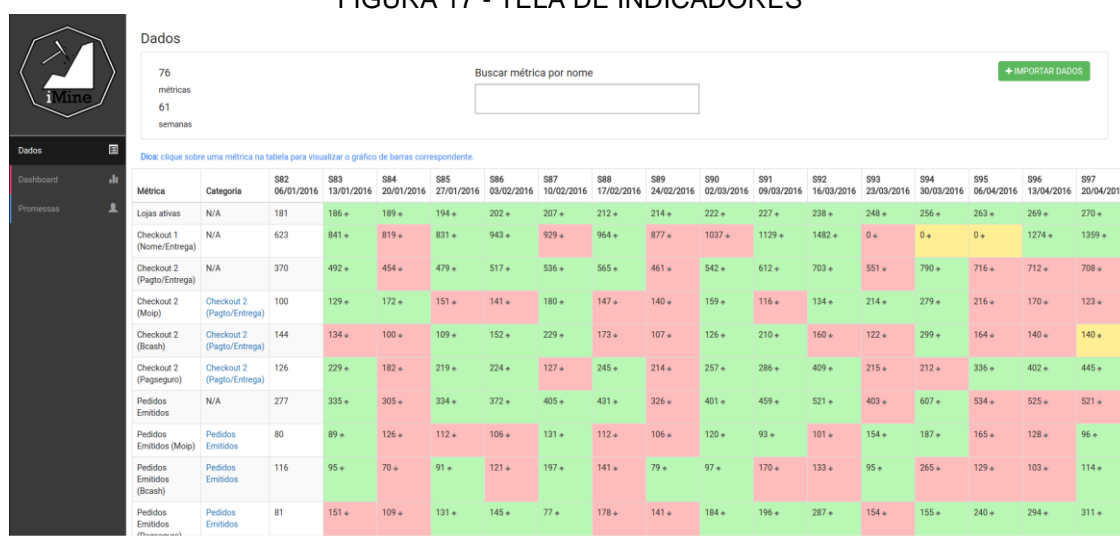 FIGURA 17 - TELA DE INDICADORES
iMine
Dados
Dashboard
Promessas
Dados
76
métricas
61
semanas
Buscar métrica por nome
+ IMPORTAR DADOS
Dica: clique sobre uma métrica na tabela para visualizar o gráfico de barras correspondente.
S82 S83 S84 S85 S86 S87 S88 S89 S90 S91 S92 S93 S94 S95 S96 S97
Métrica Categoria 06/01/2016 13/01/2016 20/01/2016 27/01/2016 03/02/2016 10/02/2016 17/02/2016 24/02/2016 02/03/2016 09/03/2016 16/03/2016 23/03/2016 30/03/2016 06/04/2016 13/04/2016 20/04/201
Lojas ativas N/A 181 186 189 194 202 207 212 214 222 227 238 248 256 263 269 270
Checkout 1 N/A 623 841 819 831 943 929 964 877 1037 1129 1482 0 0 0 1274 1359
(Nome/Entrega)
Checkout 2 N/A 370 492 454 479 517 536 565 461 542 612 703 551 790 716 712 708
(Pagto/Entrega)
Checkout 2 Checkout 2 100 129 172 151 141 180 147 140 159 116 134 214 279 216 170 123
(Moip) (Pagto/Entrega)
Checkout 2 Checkout 2 144 134 100 109 152 229 173 107 126 210 160 122 299 164 140 140
(Bcash) (Pagto/Entrega)
Checkout 2 Checkout 2 126 229 182 219 224 127 245 214 257 286 409 215 212 336 402 445
(Pagseguro) (Pagto/Entrega)
Pedidos N/A 277 335 305 334 372 405 431 326 401 459 521 403 607 534 525 521
Emitidos
Pedidos Pedidos 80 89 126 112 106 131 112 106 120 93 101 154 187 165 128 96
Emitidos (Moip) Emitidos
Pedidos Pedidos 116 95 70 91 121 197 141 79 97 170 133 95 265 129 103 114
Emitidos Emitidos
(Bcash)
Pedidos Pedidos 81 151 109 131 145 77 178 141 184 196 287 154 155 240 294 311
Emitidos Emitidos
(Pagseguro)